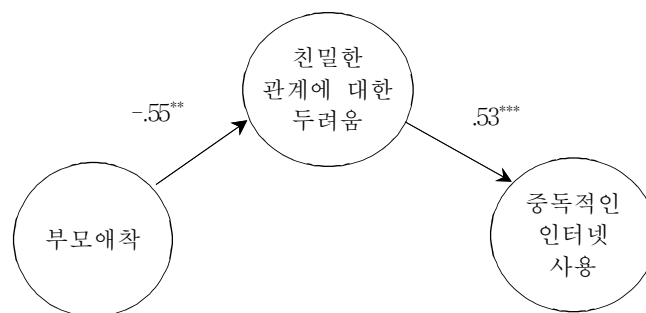 친밀한
관계에 대한
두려움
-.55**
.53***
부모애착
중독적인
인터넷
사용